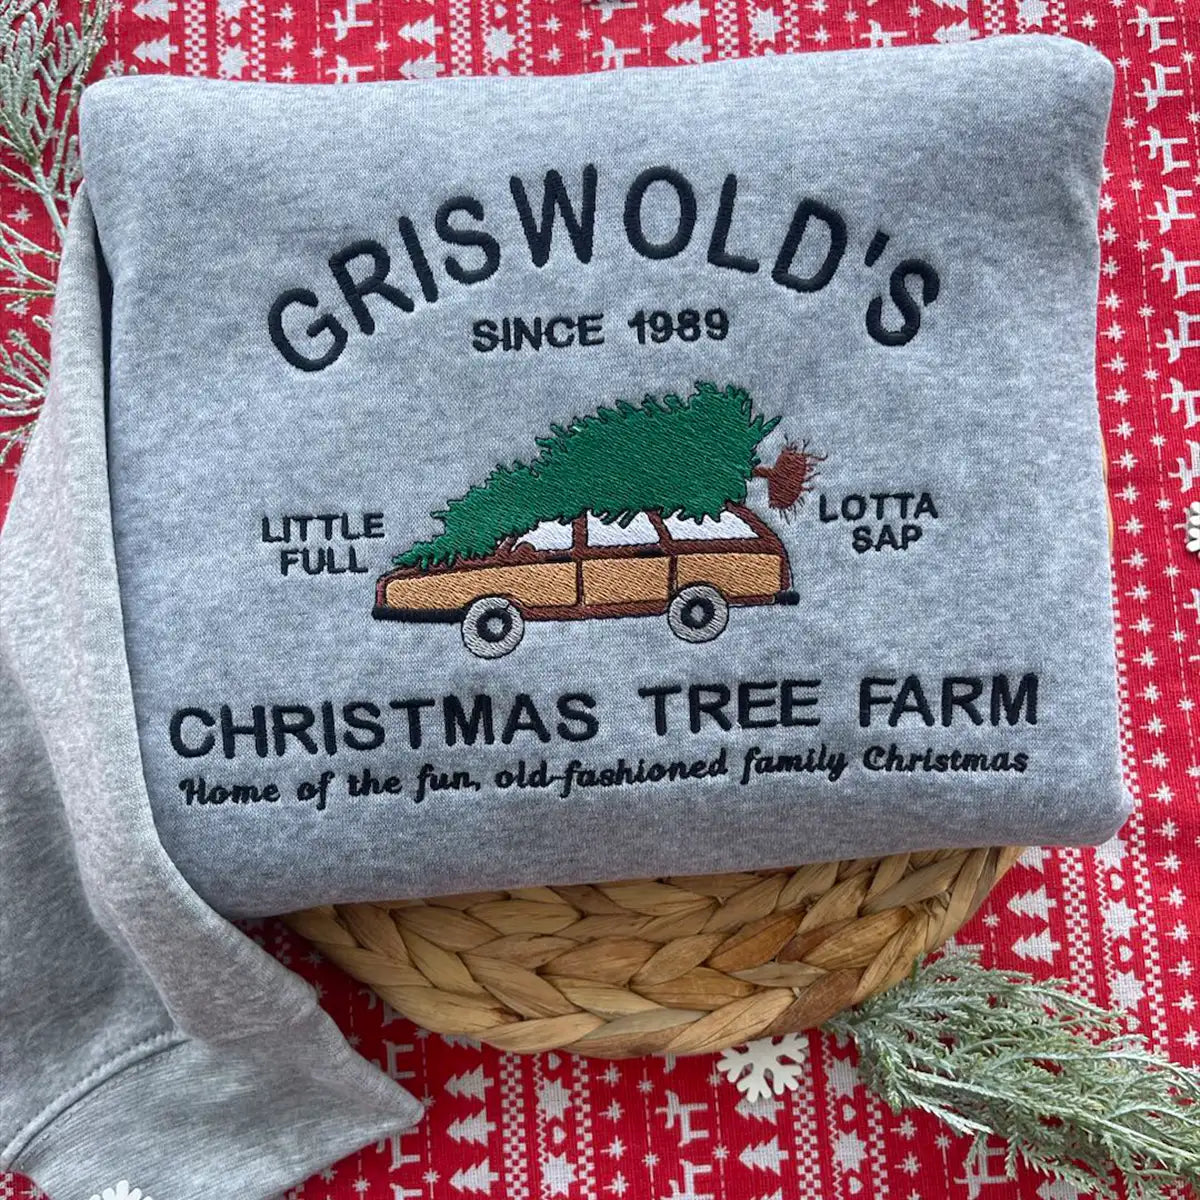 GRISWOLD'S
SINCE 1989
LITTLE
FULL
LOTTA
SAP
CHRISTMAS TREE FARM
Home of the fun, old-fashioned family Christmas